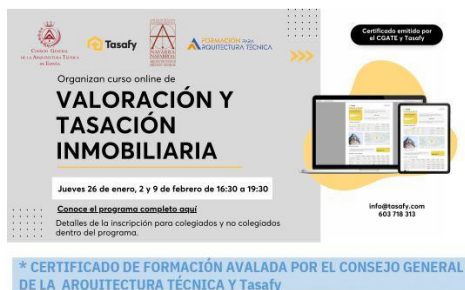 Certificado emitido por
el CGATE y Tasafy
CONSEJO GENERAL
DE LA ARQUITECTURA TÉCNICA
DE ESPAÑA
Tasafy
NAVARRA
NAFARROA
FORMACIÓN PARA
ARQUITECTURA TÉCNICA
Organizan curso online de
VALORACIÓN Y
TASACIÓN
INMOBILIARIA
Jueves 26 de enero, 2 y 9 de febrero de 16:30 a 19:30
Conoce el programa completo aquí
Detalles de la inscripción para colegiados y no colegiados
dentro del programa.
info@tasafy.com
603 718 313
* CERTIFICADO DE FORMACIÓN AVALADA POR EL CONSEJO GENERAL
DE LA ARQUITECTURA TÉCNICA Y Tasafy